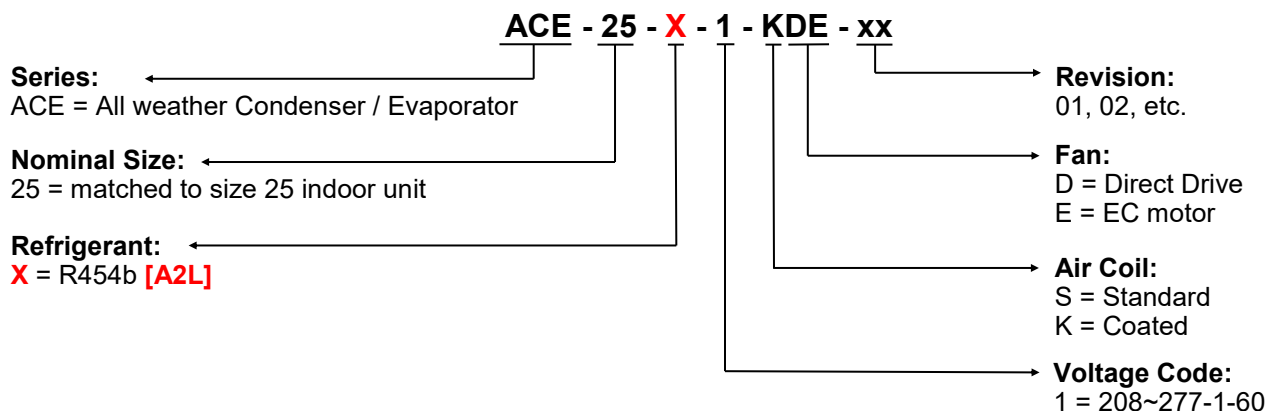 ACE - 25 - X - 1 - KDE - xx
Series:
ACE = All weather Condenser / Evaporator
Nominal Size:
25 = matched to size 25 indoor unit
Refrigerant:
X = R454b [A2L]
Revision:
01, 02, etc.
Fan:
D = Direct Drive
E = EC motor
Air Coil:
S = Standard
K = Coated
Voltage Code:
1 = 208~277-1-60